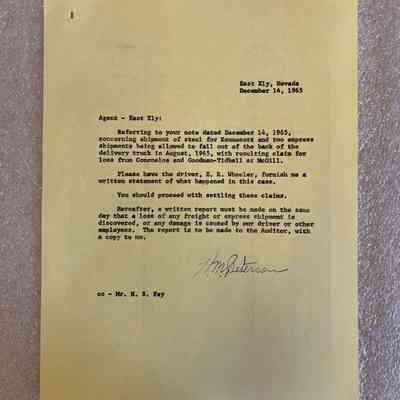 East Ely, Nevada
December 14, 1965
Agent - East Ely:
Referring to your note dated December 14, 1965,
concerning shipment of steel for Kennecott and two express
shipments being allowed to fall out of the back of the
delivery truck in August, 1965, with resulting claim for
loss from Consoelos and Goodman-Tidball at McGill.
Please have the driver, E. R. Wheeler, furnish me a
written statement of what happened in this case.
You should proceed with settling these claims.
Hereafter, a written report must be made on the same
day that a loss of any freight or express shipment is
discovered, or any damage is caused by our driver or other
employees. The report is to be made to the Auditor, with
a copy to me.
H M Peterson
cc - Mr. H. S. Key